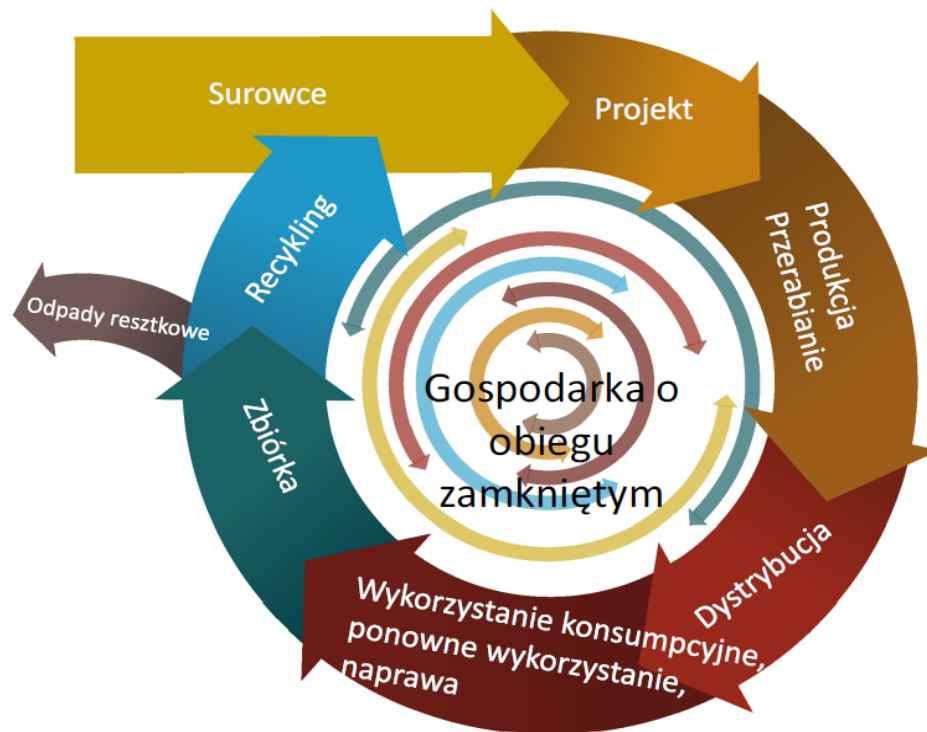 Surowce
Projekt
Produkcja
Przerabianie
Dystrybucja
Wykorzystanie konsumpcyjne,
ponowne wykorzystanie,
naprawa
Zbiórka
Recykling
Odpady resztkowe
Gospodarka o
obiegu
zamkniętym